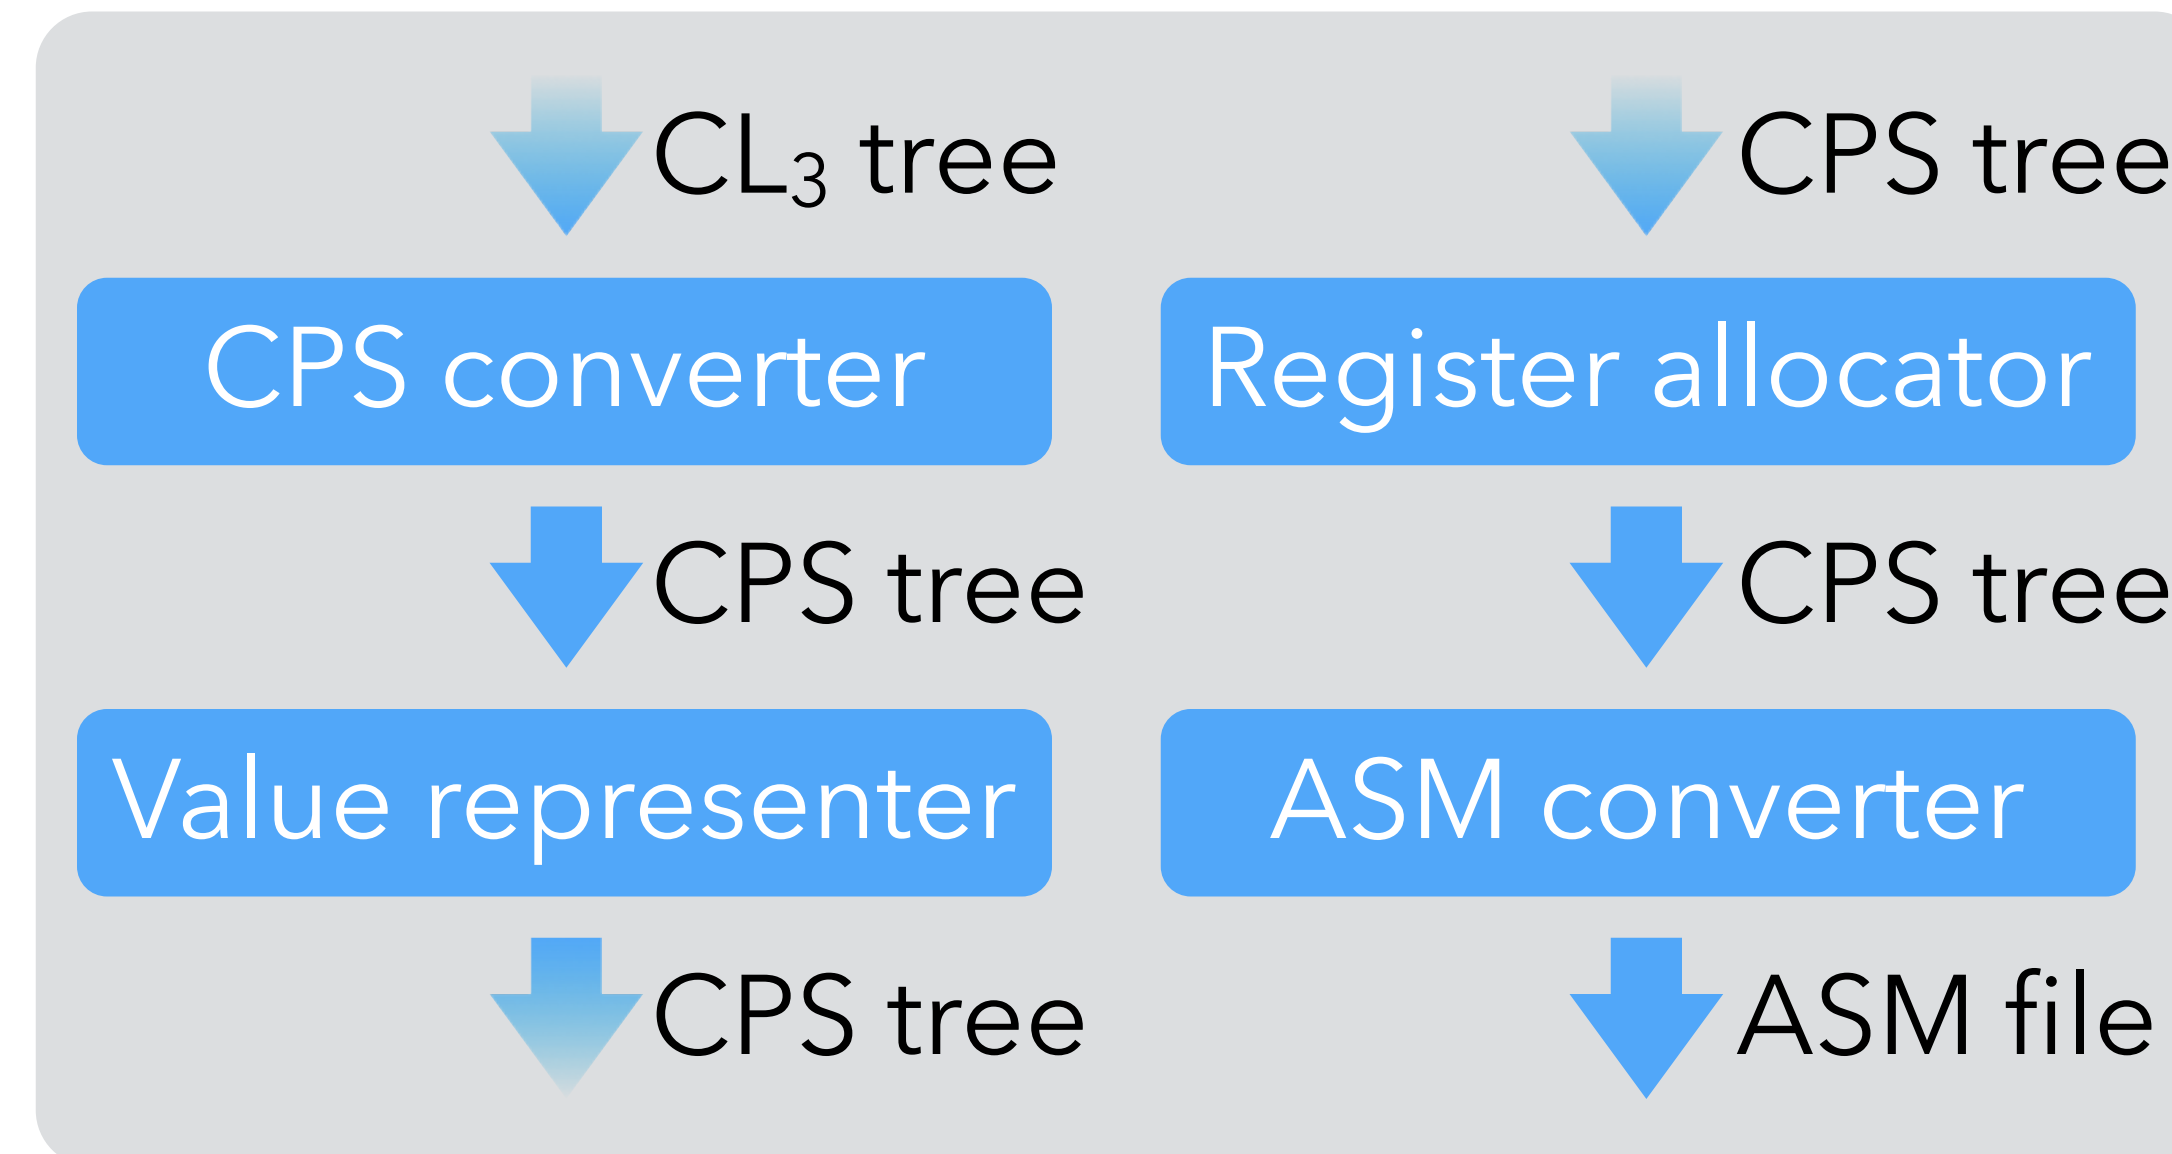 CL₃ tree
CPS converter
CPS tree
Value representer
CPS tree
CPS tree
Register allocator
CPS tree
ASM converter
ASM file